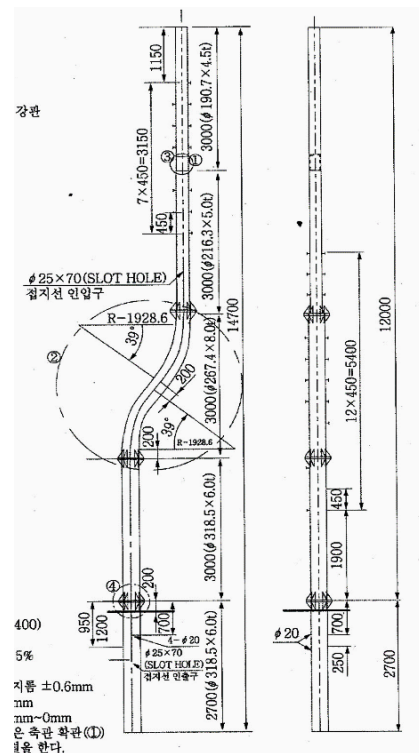 1150
3000(φ190.7×4.5t)
강관
③
①
7×450=3150
450
3000(φ216.3×5.0t)
φ25×70(SLOT HOLE)
접지선 인입구
14700
12000
R-1928.6
39°
②
200
3000(φ267.4×8.0t)
12×450=5400
39°
200
R-1928.6
450
3000(φ318.5×6.0t)
1900
④
200
400)
950
1200
700
4-φ20
700
φ20
5%
φ25×70
(SLOT HOLE)
접지선 인출구
2700(φ318.5×6.0t)
250
2700
지름 ±0.6mm
mm
mm~0mm
은 축관 확관(①)
를 한다.